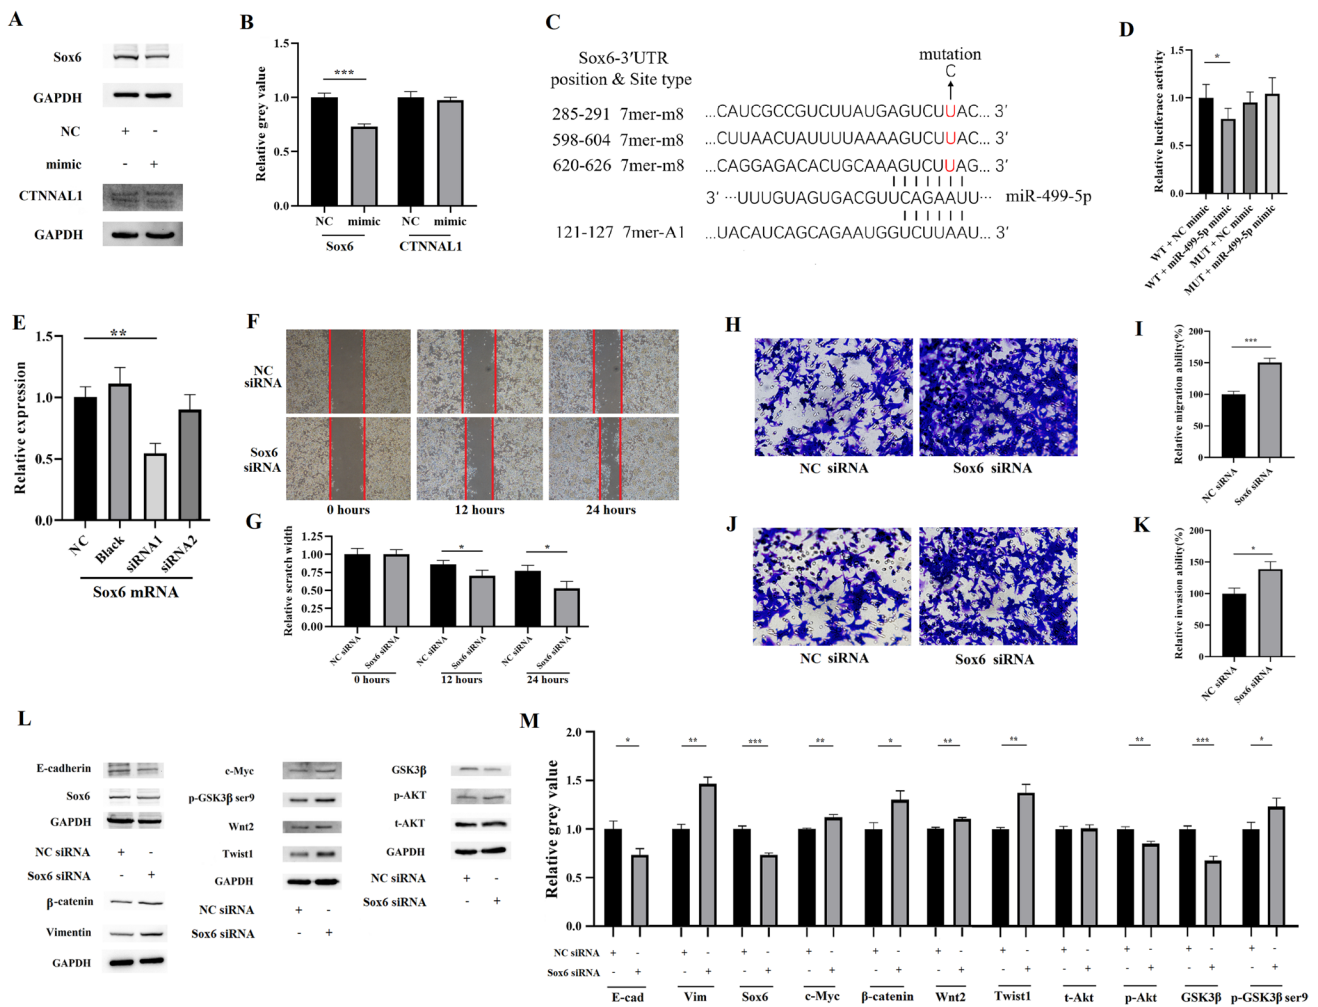 A
Sox6
GAPDH
NC + -
mimic - +
CTNNAL1
GAPDH
B
Relative grey value
1.5
1.0
0.5
0.0
***
NC mimic NC mimic
Sox6 CTNNAL1
C
Sox6-3′UTR
position & Site type
mutation
C
285-291 7mer-m8 ...CAUCGCCGUCUUAUGAGUCUUAC... 3′
598-604 7mer-m8 ...CUUAACUAUUUUAAAAGUCUUAC... 3′
620-626 7mer-m8 ...CAGGAGACACUGCAAAGUCUUAG... 3′
3′ ···UUUGUAGUGACGUUCAGAAUU··· miR-499-5p
121-127 7mer-A1 ...UACAUCAGCAGAAUGGUCUUAAU... 3′
D
Relative luciferace activity
1.5
1.0
0.5
0.0
*
WT + NC mimic
WT + miR-499-5p mimic
MUT + NC mimic
MUT + miR-499-5p mimic
E
Relative expression
1.5
1.0
0.5
0.0
**
NC
Black
siRNA1
siRNA2
Sox6 mRNA
F
NC
siRNA
Sox6
siRNA
0 hours 12 hours 24 hours
G
Relative scratch width
1.25
1.00
0.75
0.50
0.25
0.00
* *
NC siRNA Sox6 siRNA NC siRNA Sox6 siRNA NC siRNA Sox6 siRNA
0 hours 12 hours 24 hours
H
NC siRNA Sox6 siRNA
I
Relative migration ability(%)
200
150
100
50
0
***
NC siRNA
Sox6 siRNA
J
NC siRNA Sox6 siRNA
K
Relative invasion ability(%)
200
150
100
50
0
*
NC siRNA
Sox6 siRNA
L
E-cadherin
Sox6
GAPDH
NC siRNA + -
Sox6 siRNA - +
β-catenin
Vimentin
GAPDH
c-Myc
p-GSK3β ser9
Wnt2
Twist1
GAPDH
NC siRNA + -
Sox6 siRNA - +
GSK3β
p-AKT
t-AKT
GAPDH
NC siRNA + -
Sox6 siRNA - +
M
Relative grey value
2.0
1.5
1.0
0.5
0.0
* ** *** ** * ** ** ** *** *
NC siRNA + - + - + - + - + - + - + - + - + - + - + -
Sox6 siRNA - + - + - + - + - + - + - + - + - + - + - +
E-cad Vim Sox6 c-Myc β-catenin Wnt2 Twist1 t-Akt p-Akt GSK3β p-GSK3β ser9